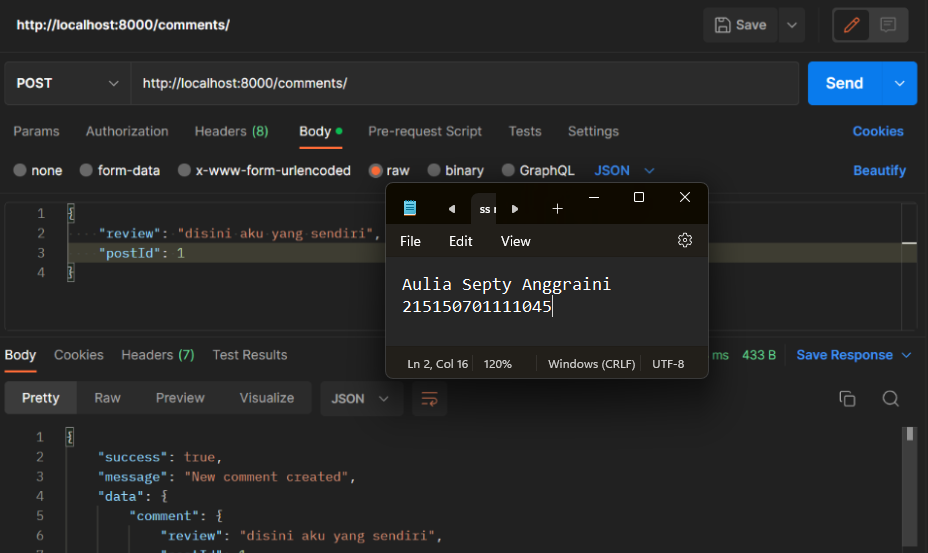 http://localhost:8000/comments/
Save
POST http://localhost:8000/comments/ Send
Params Authorization Headers (8) Body Pre-request Script Tests Settings Cookies
none form-data x-www-form-urlencoded raw binary GraphQL JSON Beautify
1 {
2 "review": "disini aku yang sendiri",
3 "postId": 1
4 }
ss
File Edit View
Aulia Septy Anggraini
215150701111045
Ln 2, Col 16 120% Windows (CRLF) UTF-8
Body Cookies Headers (7) Test Results ms 433 B Save Response
Pretty Raw Preview Visualize JSON
1 {
2 "success": true,
3 "message": "New comment created",
4 "data": {
5 "comment": {
6 "review": "disini aku yang sendiri",